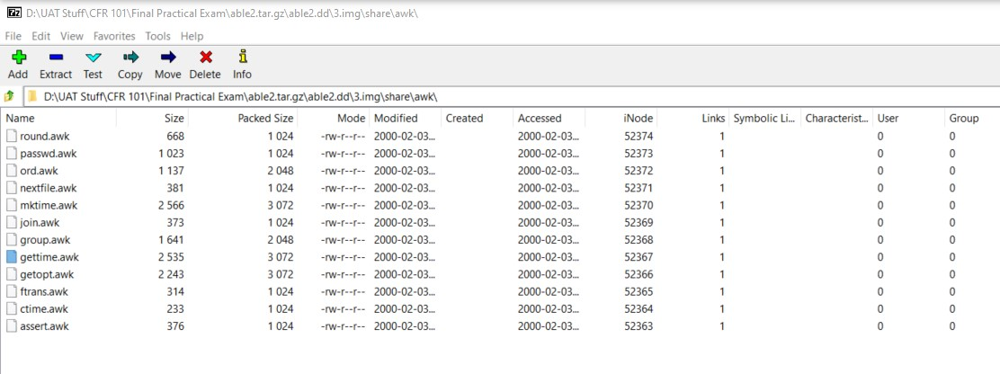 D:\UAT Stuff\CFR 101\Final Practical Exam\able2.tar.gz\able2.dd\3.img\share\awk\
File Edit View Favorites Tools Help
Add Extract Test Copy Move Delete Info
D:\UAT Stuff\CFR 101\Final Practical Exam\able2.tar.gz\able2.dd\3.img\share\awk\
Name Size Packed Size Mode Modified Created Accessed iNode Links Symbolic Li... Characterist... User Group
round.awk 668 1 024 -rw-r--r-- 2000-02-03... 2000-02-03... 52374 1 0 0
passwd.awk 1 023 1 024 -rw-r--r-- 2000-02-03... 2000-02-03... 52373 1 0 0
ord.awk 1 137 2 048 -rw-r--r-- 2000-02-03... 2000-02-03... 52372 1 0 0
nextfile.awk 381 1 024 -rw-r--r-- 2000-02-03... 2000-02-03... 52371 1 0 0
mktime.awk 2 566 3 072 -rw-r--r-- 2000-02-03... 2000-02-03... 52370 1 0 0
join.awk 373 1 024 -rw-r--r-- 2000-02-03... 2000-02-03... 52369 1 0 0
group.awk 1 641 2 048 -rw-r--r-- 2000-02-03... 2000-02-03... 52368 1 0 0
gettime.awk 2 535 3 072 -rw-r--r-- 2000-02-03... 2000-02-03... 52367 1 0 0
getopt.awk 2 243 3 072 -rw-r--r-- 2000-02-03... 2000-02-03... 52366 1 0 0
ftrans.awk 314 1 024 -rw-r--r-- 2000-02-03... 2000-02-03... 52365 1 0 0
ctime.awk 233 1 024 -rw-r--r-- 2000-02-03... 2000-02-03... 52364 1 0 0
assert.awk 376 1 024 -rw-r--r-- 2000-02-03... 2000-02-03... 52363 1 0 0